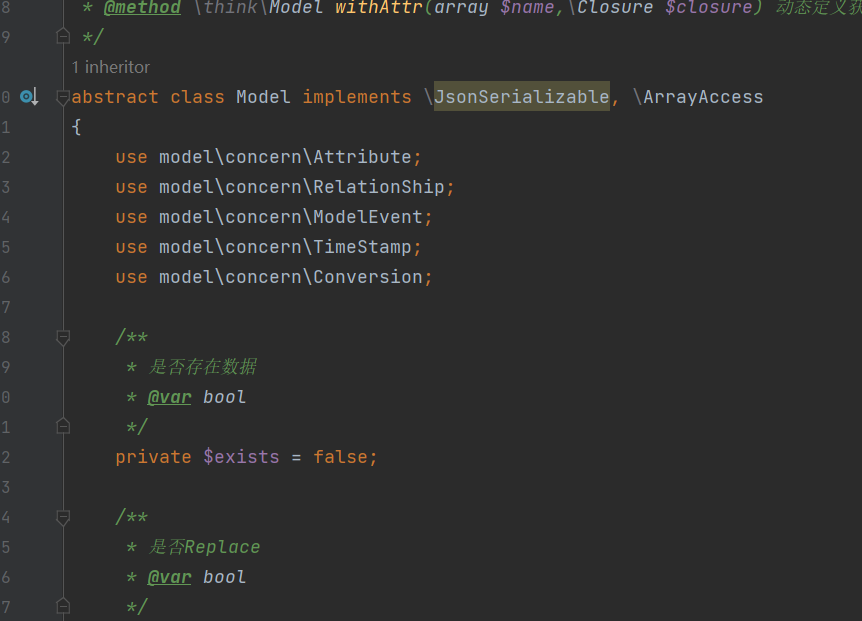 8 * @method \think\Model withAttr(array $name,\Closure $closure) 动态定义
9 */
1 inheritor
0 abstract class Model implements \JsonSerializable, \ArrayAccess
1 {
2 use model\concern\Attribute;
3 use model\concern\RelationShip;
4 use model\concern\ModelEvent;
5 use model\concern\TimeStamp;
6 use model\concern\Conversion;
7
8 /**
9 * 是否存在数据
0 * @var bool
1 */
2 private $exists = false;
3
4 /**
5 * 是否Replace
6 * @var bool
7 */